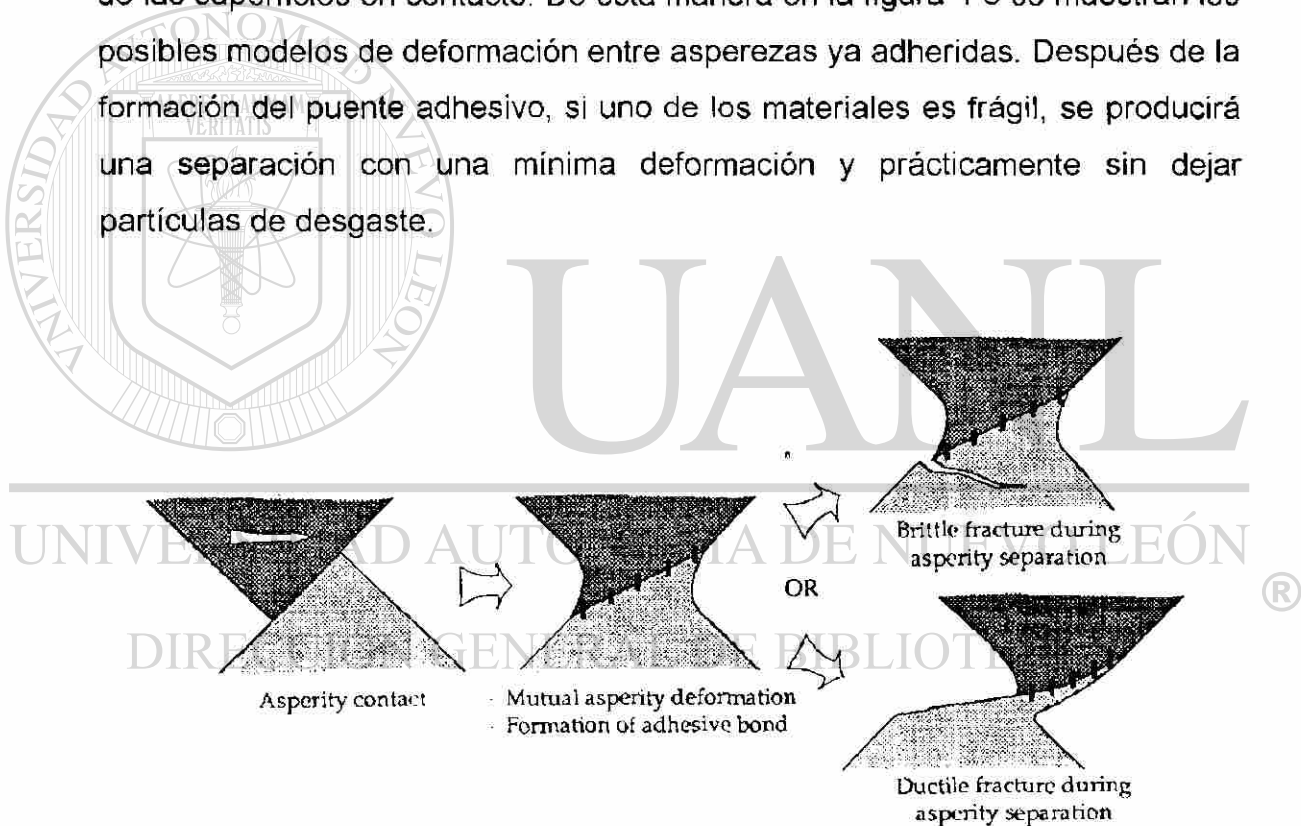 posibles modelos de deformación entre asperezas ya adheridas. Después de la
formación del puente adhesivo, si uno de los materiales es frágil, se producirá
una separación con una mínima deformación y prácticamente sin dejar
partículas de desgaste.
VERITATIS
UANL
Asperity contact
- Mutual asperity deformation
- Formation of adhesive bond
OR
Brittle fracture during
asperity separation
Ductile fracture during
asperity separation
UNIVERSIDAD AUTÓNOMA DE NUEVO LEÓN
®
DIRECCIÓN GENERAL DE BIBLIOTECAS